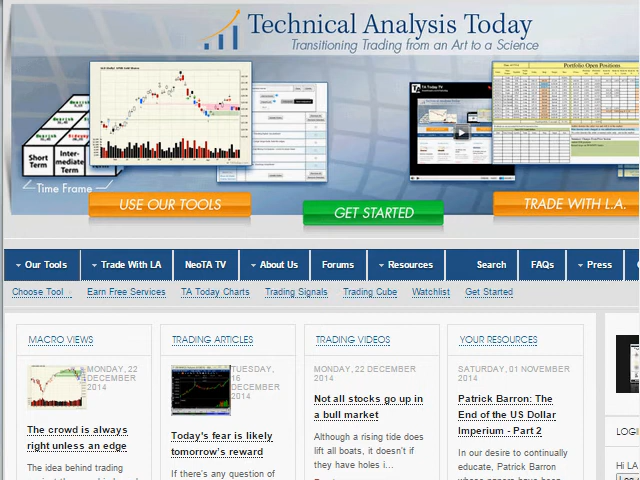 Technical Analysis Today
Transitioning Trading from an Art to a Science
Portfolio Open Positions
TA Today TV
Short Term
Inter-mediate Term
Time Frame
USE OUR TOOLS
GET STARTED
TRADE WITH L.A.
Our Tools Trade With LA NeoTA TV About Us Forums Resources Search FAQs Press
Choose Tool Earn Free Services TA Today Charts Trading Signals Trading Cube Watchlist Get Started
MACRO VIEWS
MONDAY, 22
DECEMBER
2014
The crowd is always
right unless an edge
The idea behind trading
TRADING ARTICLES
TUESDAY,
16
DECEMBER
2014
Today's fear is likely
tomorrow's reward
If there's any question of
TRADING VIDEOS
MONDAY, 22 DECEMBER
2014
Not all stocks go up in
a bull market
Although a rising tide does
lift all boats, it doesn't if
they have holes i...
YOUR RESOURCES
SATURDAY, 01 NOVEMBER
2014
Patrick Barron: The
End of the US Dollar
Imperium - Part 2
In our desire to continually
educate, Patrick Barron
whose papers have been
LOGI
Hi LA